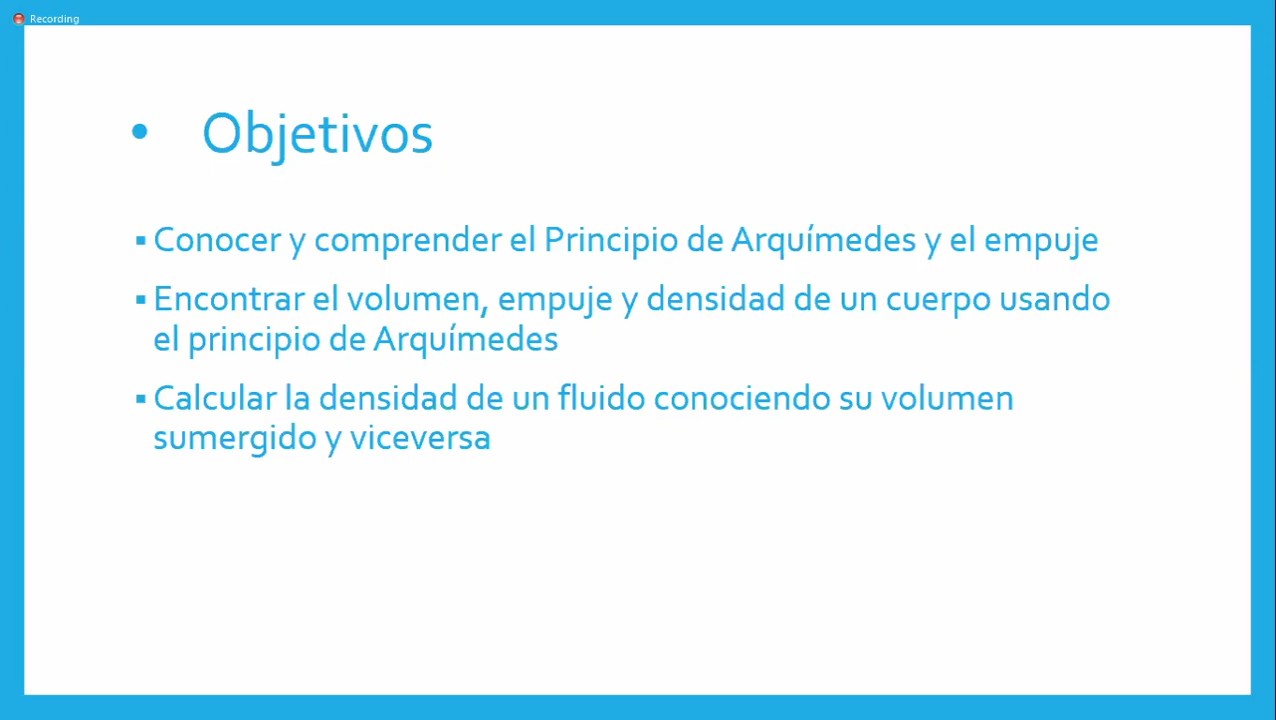 Recording
• Objetivos
▪ Conocer y comprender el Principio de Arquímedes y el empuje
▪ Encontrar el volumen, empuje y densidad de un cuerpo usando
el principio de Arquímedes
▪ Calcular la densidad de un fluido conociendo su volumen
sumergido y viceversa